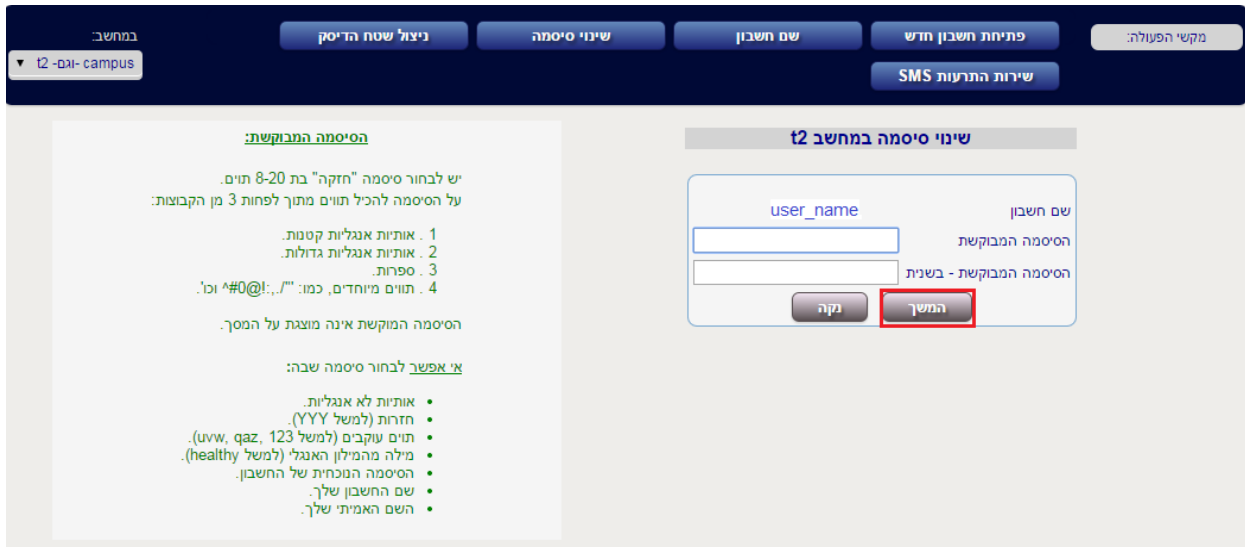 מקשי הפעולה:
פתיחת חשבון חדש
שם חשבון
שינוי סיסמה
ניצול שטח הדיסק
במחשב:
שירות התרעות SMS
campus -וגם- t2
שינוי סיסמה במחשב t2
שם חשבון user_name
הסיסמה המבוקשת
הסיסמה המבוקשת - בשנית
המשך
נקה
הסיסמה המבוקשת:
יש לבחור סיסמה "חזקה" בת 8-20 תוים.
על הסיסמה להכיל תווים מתוך לפחות 3 מן הקבוצות:
1 . אותיות אנגליות קטנות.
2 . אותיות אנגליות גדולות.
3 . ספרות.
4 . תווים מיוחדים, כמו: '"/.,:!@0#^ וכו'.
הסיסמה המוקשת אינה מוצגת על המסך.
אי אפשר לבחור סיסמה שבה:
• אותיות לא אנגליות.
• חזרות (למשל YYY).
• תוים עוקבים (למשל uvw, qaz, 123).
• מילה מהמילון האנגלי (למשל healthy).
• הסיסמה הנוכחית של החשבון.
• שם החשבון שלך.
• השם האמיתי שלך.